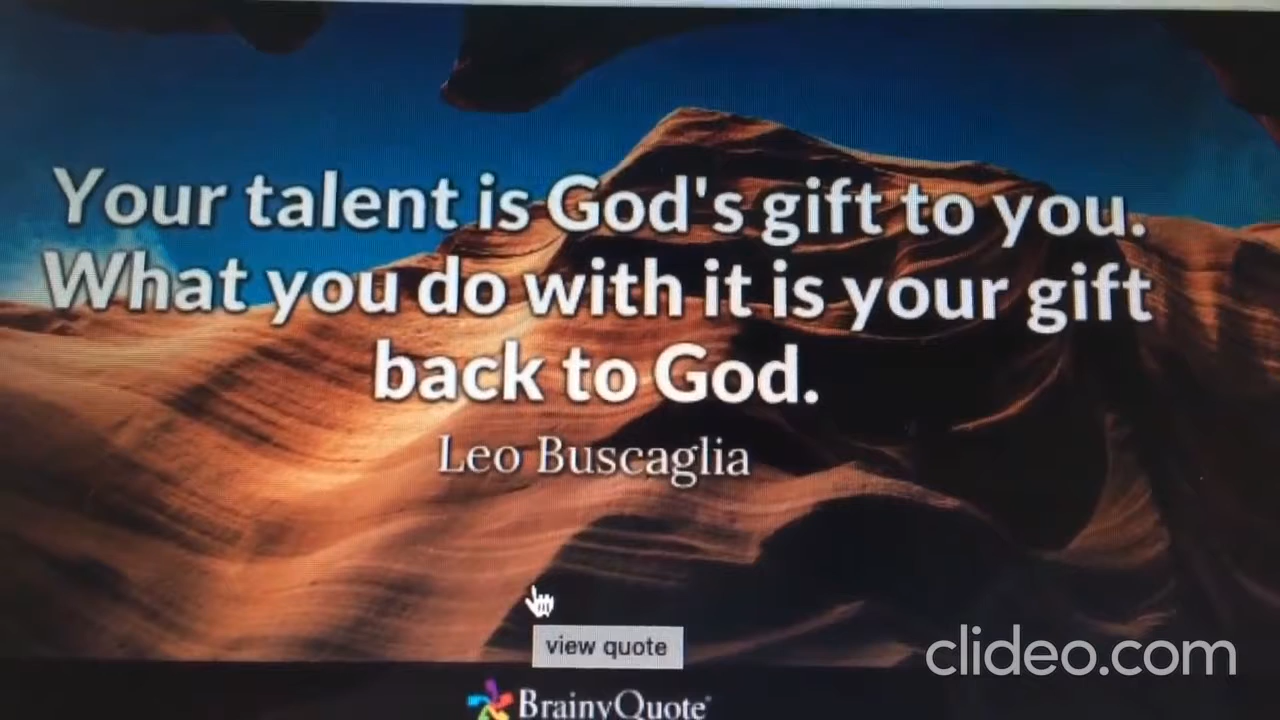 Your talent is God's gift to you.
What you do with it is your gift
back to God.
Leo Buscaglia
view quote
clideo.com
BrainyQuote